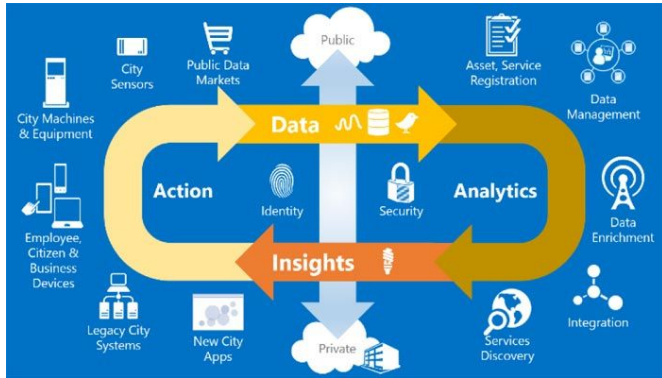 Public
City
Sensors
Public Data
Markets
Asset, Service
Registration
Data
Management
City Machines
& Equipment
Data
Action
Identity
Security
Analytics
Employee,
Citizen &
Business
Devices
Data
Enrichment
Insights
Legacy City
Systems
New City
Apps
Private
Services
Discovery
Integration